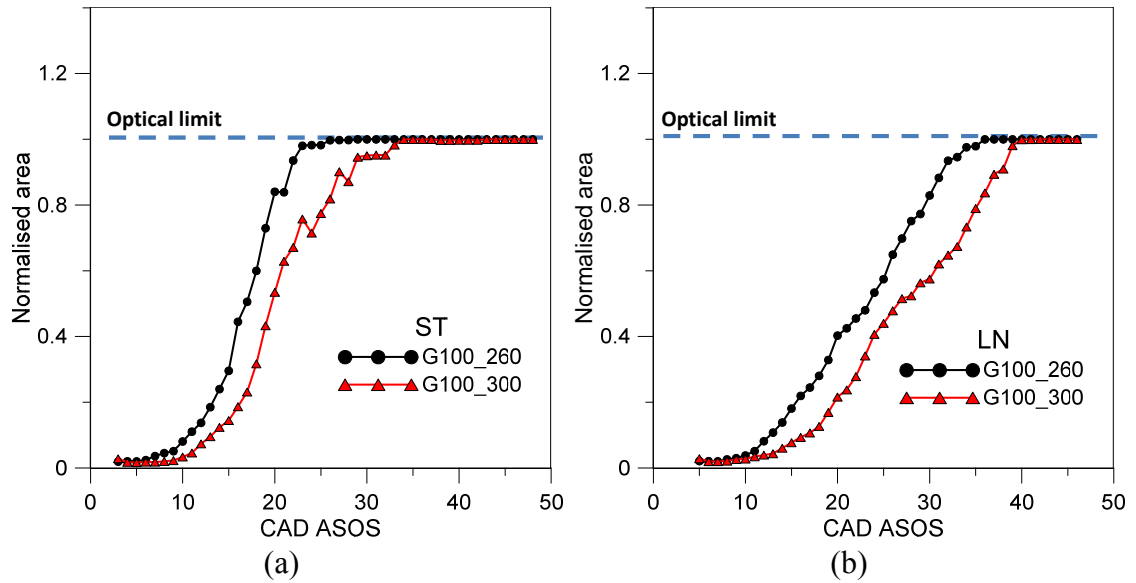 1.2
0.8
0.4
0
Normalised area
Optical limit
ST
G100_260
G100_300
0 10 20 30 40 50
CAD ASOS
(a)
1.2
0.8
0.4
0
Normalised area
Optical limit
LN
G100_260
G100_300
0 10 20 30 40 50
CAD ASOS
(b)